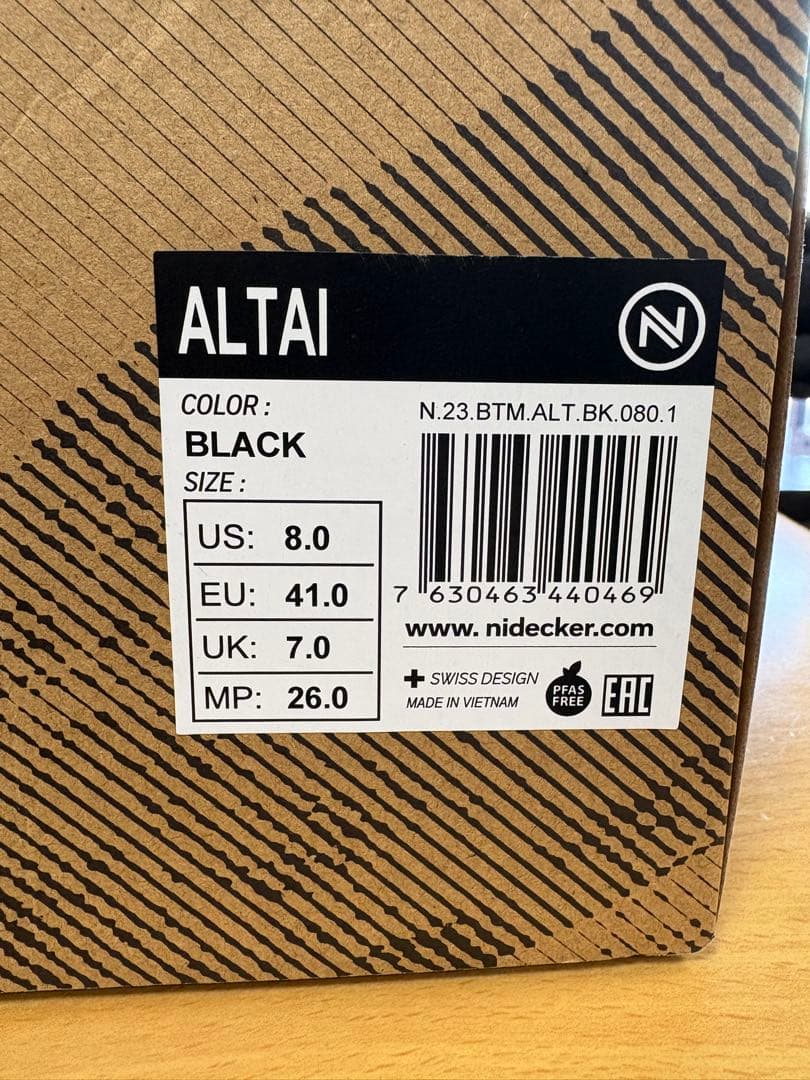 ALTAI
N
COLOR :
BLACK
SIZE :
US: 8.0
EU: 41.0
UK: 7.0
MP: 26.0
N.23.BTM.ALT.BK.080.1
7 630463 440469
www. nidecker.com
+ SWISS DESIGN
MADE IN VIETNAM
PFAS
FREE
EAC